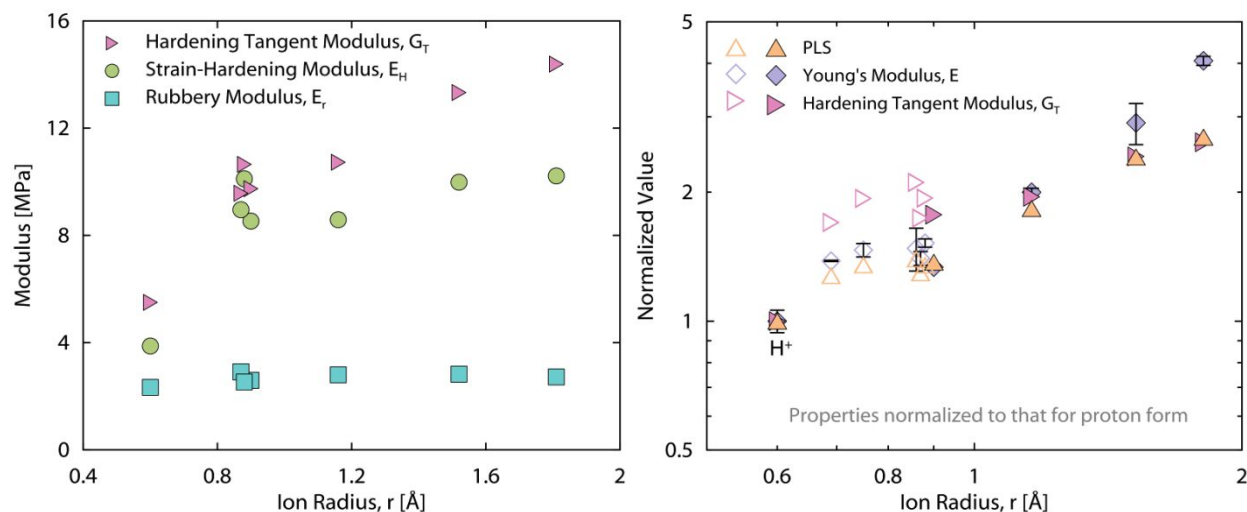 16
12
8
4
0
Modulus [MPa]
Hardening Tangent Modulus, G_T
Strain-Hardening Modulus, E_H
Rubbery Modulus, E_r
0.4
0.8
1.2
1.6
2
Ion Radius, r [Å]
5
2
1
0.5
Normalized Value
PLS
Young's Modulus, E
Hardening Tangent Modulus, G_T
H⁺
Properties normalized to that for proton form
0.6
0.8
1
2
Ion Radius, r [Å]